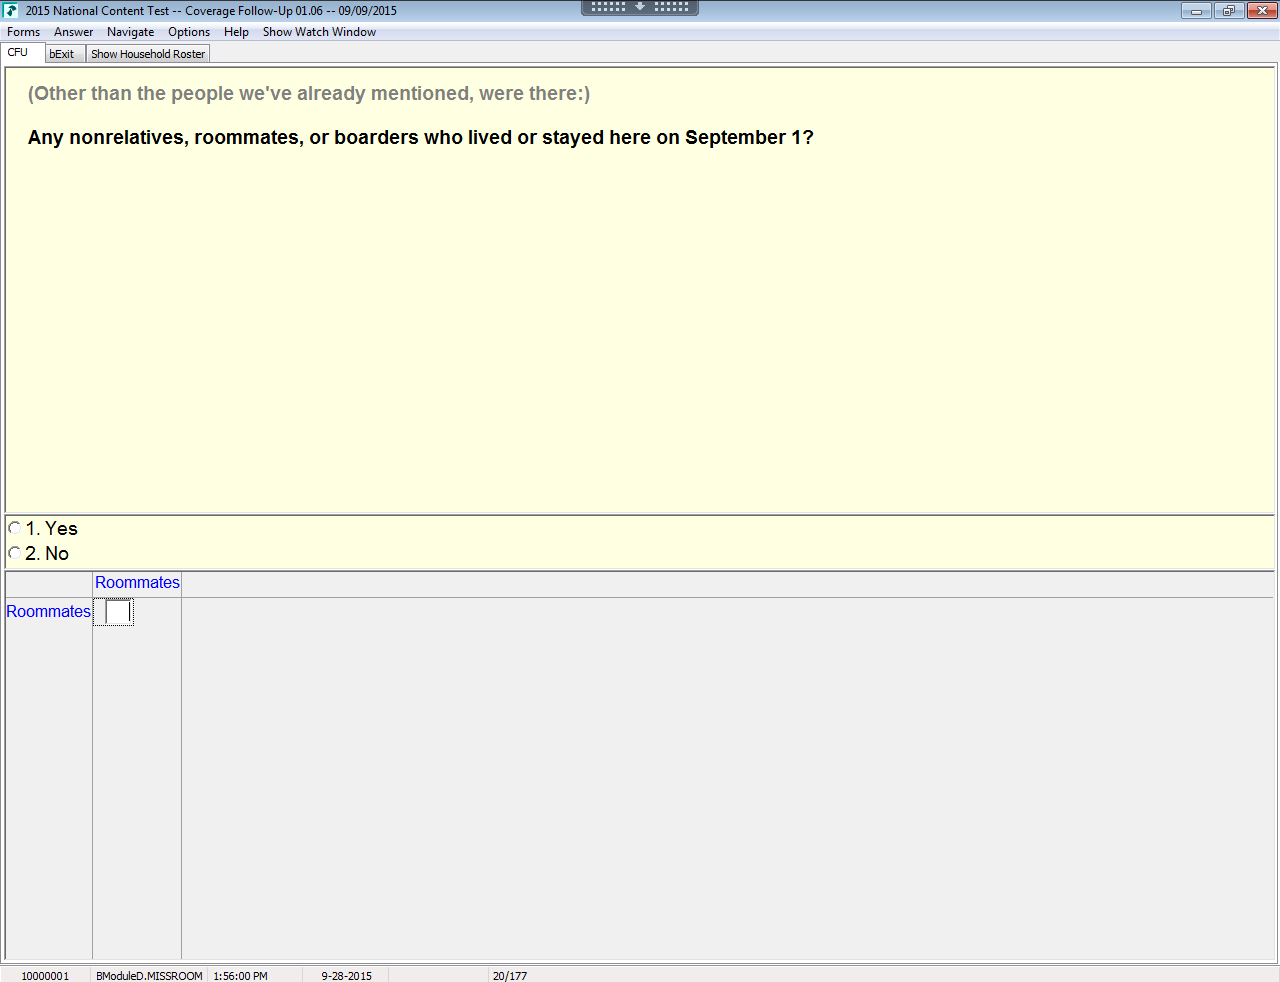 2015 National Content Test -- Coverage Follow-Up 01.06 -- 09/09/2015
Forms Answer Navigate Options Help Show Watch Window
CFU bExit Show Household Roster
(Other than the people we've already mentioned, were there:)
Any nonrelatives, roommates, or boarders who lived or stayed here on September 1?
1. Yes
2. No
Roommates
Roommates
10000001 BModuleD.MISSROOM 1:56:00 PM 9-28-2015 20/177